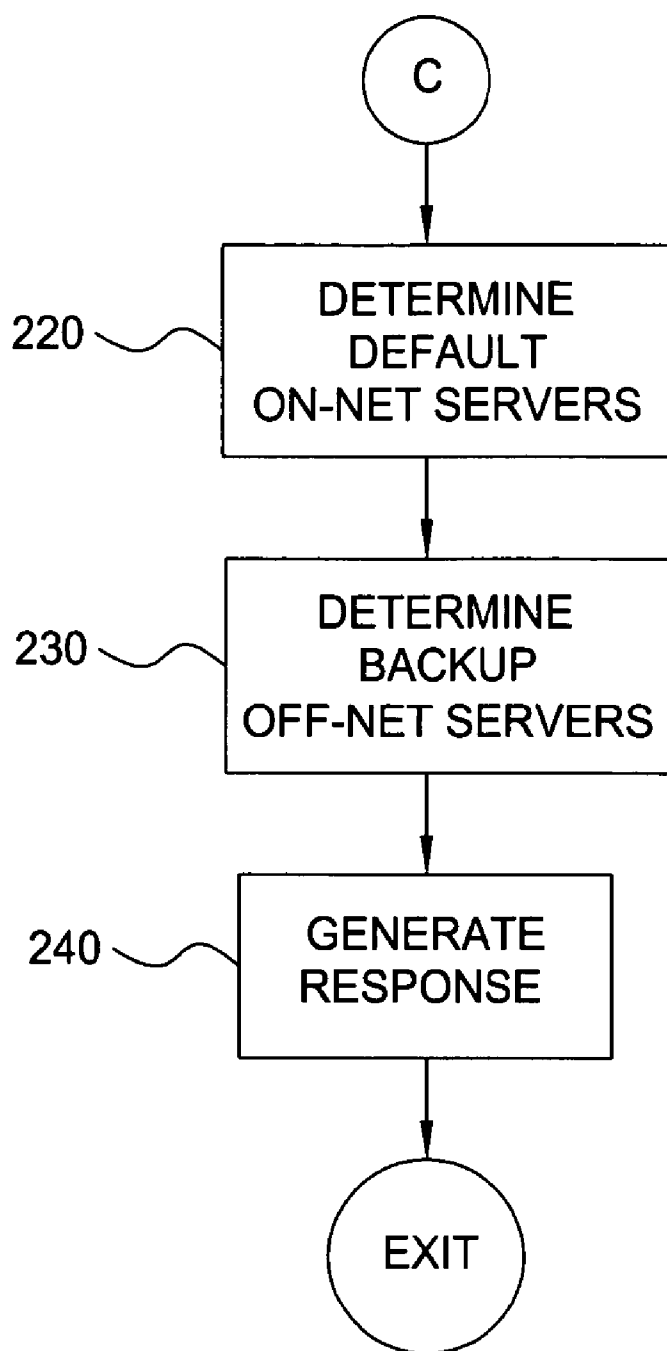 C
220
DETERMINE
DEFAULT
ON-NET SERVERS
230
DETERMINE
BACKUP
OFF-NET SERVERS
240
GENERATE
RESPONSE
EXIT